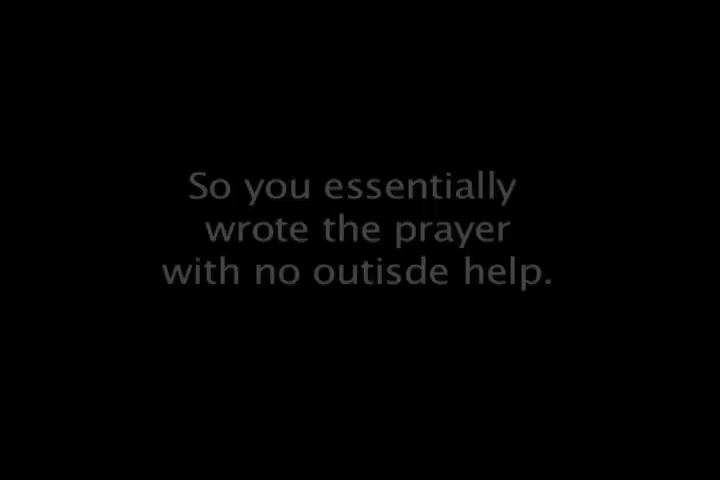 So you essentially
wrote the prayer
with no outisde help.